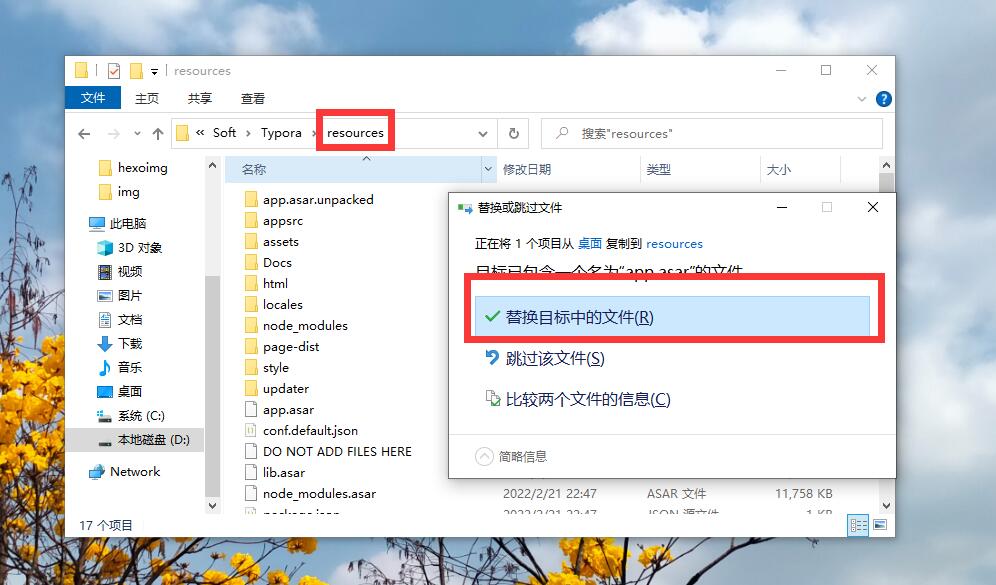 resources
文件 主页 共享 查看
« Soft › Typora › resources
搜索"resources"
名称 修改日期 类型 大小
hexoimg
img
此电脑
3D 对象
视频
图片
文档
下载
音乐
桌面
系统 (C:)
本地磁盘 (D:)
Network
app.asar.unpacked
appsrc
assets
Docs
html
locales
node_modules
page-dist
style
updater
app.asar
conf.default.json
DO NOT ADD FILES HERE
lib.asar
node_modules.asar 2022/2/21 22:47 ASAR 文件 11,758 KB
package.json 2022/2/21 22:47 JSON 源文件 1 KB
17 个项目
替换或跳过文件
正在将 1 个项目从 桌面 复制到 resources
目标已包含一个名为“app.asar”的文件
替换目标中的文件(R)
跳过该文件(S)
比较两个文件的信息(C)
简略信息